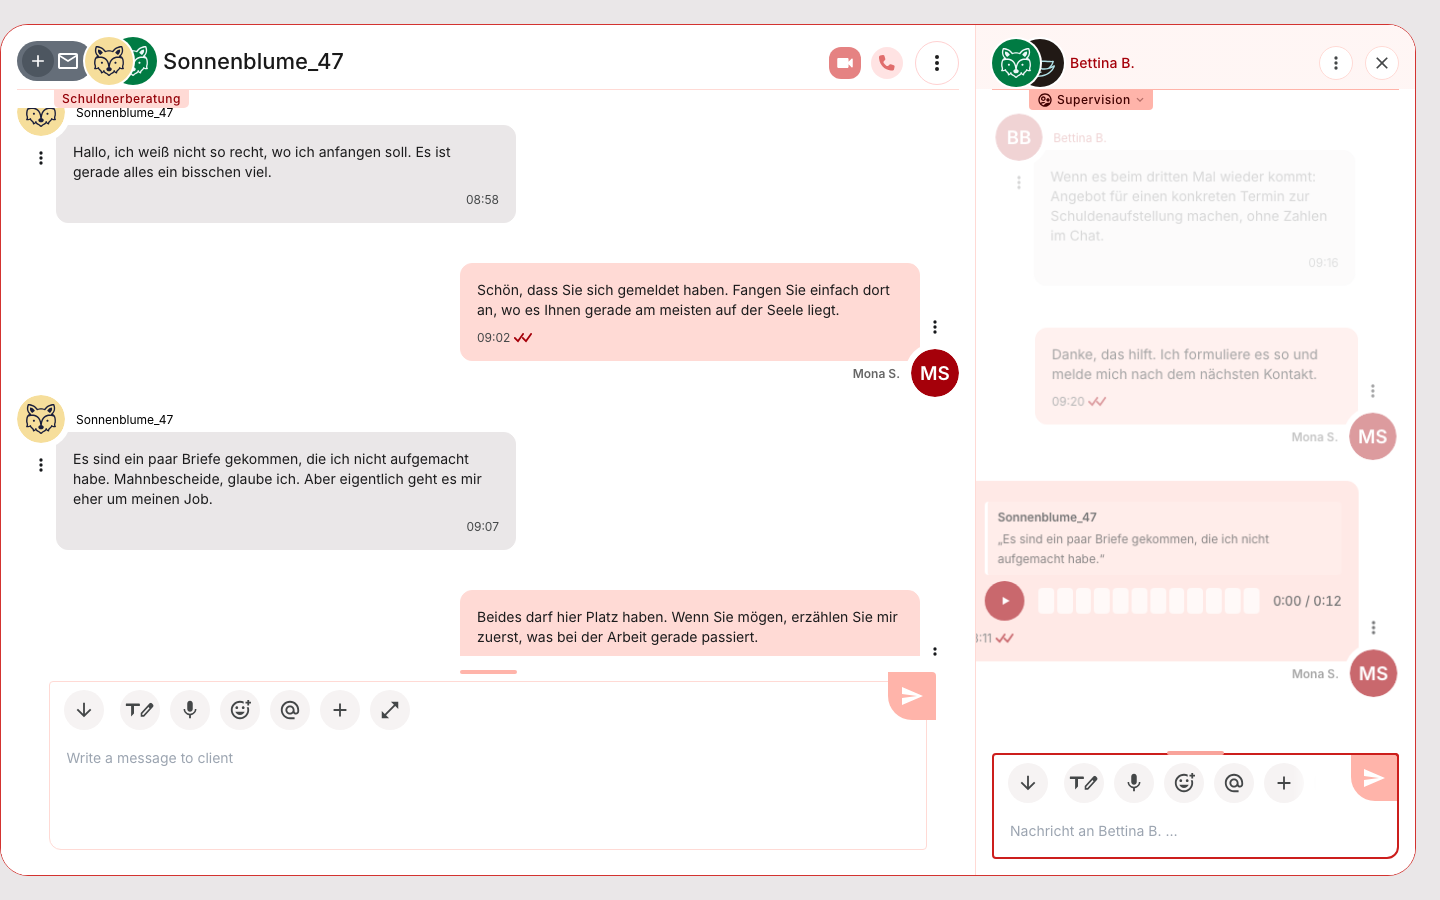 Sonnenblume_47
Schuldnerberatung
Sonnenblume_47
Hallo, ich weiß nicht so recht, wo ich anfangen soll. Es ist
gerade alles ein bisschen viel.
08:58
Schön, dass Sie sich gemeldet haben. Fangen Sie einfach dort
an, wo es Ihnen gerade am meisten auf der Seele liegt.
09:02
Mona S.
MS
Sonnenblume_47
Es sind ein paar Briefe gekommen, die ich nicht aufgemacht
habe. Mahnbescheide, glaube ich. Aber eigentlich geht es mir
eher um meinen Job.
09:07
Beides darf hier Platz haben. Wenn Sie mögen, erzählen Sie mir
zuerst, was bei der Arbeit gerade passiert.
Write a message to client
Bettina B.
Supervision
BB
Bettina B.
Wenn es beim dritten Mal wieder kommt:
Angebot für einen konkreten Termin zur
Schuldenaufstellung machen, ohne Zahlen
im Chat.
09:16
Danke, das hilft. Ich formuliere es so und
melde mich nach dem nächsten Kontakt.
09:20
Mona S.
MS
Sonnenblume_47
„Es sind ein paar Briefe gekommen, die ich nicht
aufgemacht habe.“
0:00 / 0:12
:11
Mona S.
MS
Nachricht an Bettina B. ...